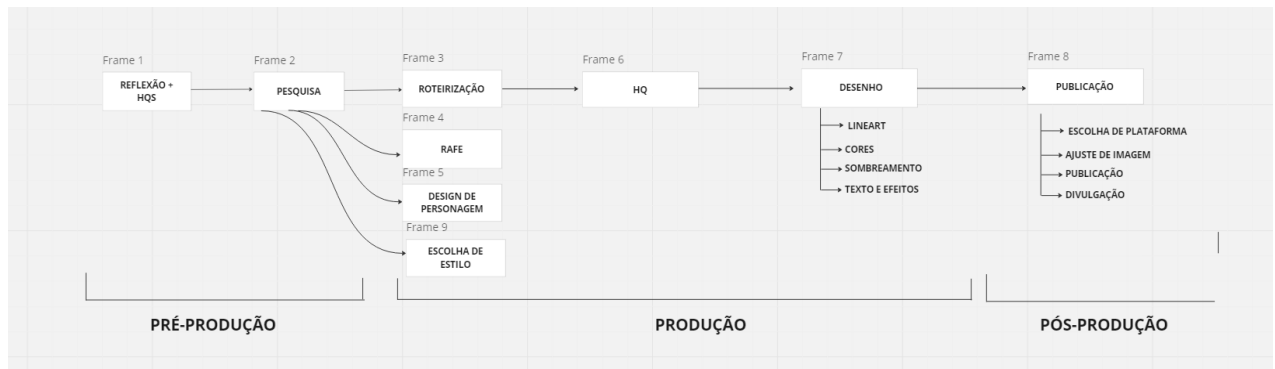 Frame 1
REFLEXÃO +
HQS
Frame 2
PESQUISA
Frame 3
ROTEIRIZAÇÃO
Frame 4
RAFE
Frame 5
DESIGN DE
PERSONAGEM
Frame 9
ESCOLHA DE
ESTILO
Frame 6
HQ
Frame 7
DESENHO
LINEART
CORES
SOMBREAMENTO
TEXTO E EFEITOS
Frame 8
PUBLICAÇÃO
ESCOLHA DE PLATAFORMA
AJUSTE DE IMAGEM
PUBLICAÇÃO
DIVULGAÇÃO
PRÉ-PRODUÇÃO
PRODUÇÃO
PÓS-PRODUÇÃO